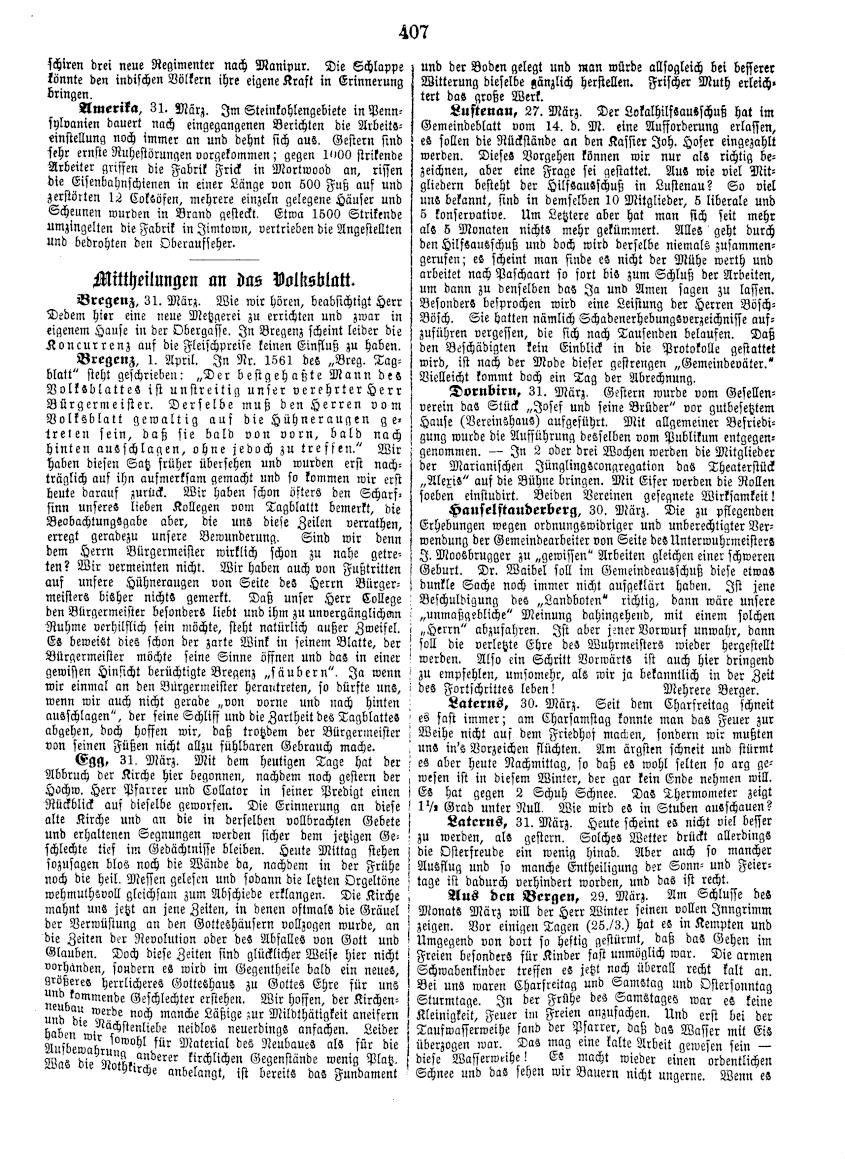 407
schiren drei neue Regimenter nach Manipur. Die Schlappe
könnte den indischen Völkern ihre eigene Kraft in Erinnerung
bringen.
Amerika, 31. März. Im Steinkohlengebiete in Penn-
sylvanien dauert nach eingegangenen Berichten die Arbeits-
einstellung noch immer an und dehnt sich aus. Gestern sind
sehr ernste Ruhestörungen vorgekommen; gegen 1000 strikende
Arbeiter griffen die Fabrik Frick in Mortwood an, rissen
die Eisenbahnschienen in einer Länge von 500 Fuß auf und
zerstörten 12 Coksöfen, mehrere einzeln gelegene Häuser und
Scheunen wurden in Brand gesteckt. Etwa 1500 Strikende
umzingelten die Fabrik in Jimtown, vertrieben die Angestellten
und bedrohten den Oberaufseher.
Mittheilungen an das Volksblatt.
Bregenz, 31. März. Wie wir hören, beabsichtigt Herr
Dedem hier eine neue Metzgerei zu errichten und zwar in
eigenem Hause in der Obergasse. In Bregenz scheint leider die
Koncurrenz auf die Fleischpreise keinen Einfluß zu haben.
Bregenz, 1. April. In Nr. 1561 des „Breg. Tag-
blatt“ steht geschrieben: „Der bestgehaßte Mann des
Volksblattes ist unstreitig unser verehrter Herr
Bürgermeister. Derselbe muß den Herren vom
Volksblatt gewaltig auf die Hühneraugen ge-
treten sein, daß sie bald von vorn, bald nach
hinten ausschlagen, ohne jedoch zu treffen.“ Wir
haben diesen Satz früher übersehen und wurden erst nach-
träglich auf ihn aufmerksam gemacht und so kommen wir erst
heute darauf zurück. Wir haben schon öfters den Scharf-
sinn unseres lieben Kollegen vom Tagblattt bemerkt, die
Beobachtungsgabe aber, die uns diese Zeilen verrathen,
erregt geradezu unsere Bewunderung. Sind wir denn
dem Herrn Bürgermeister wirklich schon zu nahe getre-
ten? Wir vermeinten nicht. Wir haben auch von Fußtritten
auf unsere Hühneraugen von Seite des Herrn Bürger-
meisters bisher nichts gemerkt. Daß unser Herr College
den Bürgermeister besonders liebt und ihm zu unvergänglichem
Ruhme verhilflich sein möchte, steht natürlich außer Zweifel.
Es beweist dies schon der zarte Wink in seinem Blatte, der
Bürgermeister möchte seine Sinne öffnen und das in einer
gewissen Hinsicht berüchtigte Bregenz „säubern“. Ja wenn
wir einmal an den Bürgermeister herantreten, so dürfte uns,
wenn wir auch nicht gerade „von vorne und nach hinten
ausschlagen“, der seine Schliff und die Zartheit des Tagblattes
abgehen, doch hoffen wir, daß trotzdem der Bürgermeister
von seinen Füßen nicht allzu fühlbaren Gebrauch mache.
Egg, 31. März. Mit dem heutigen Tage hat der
Abbruch der Kirche hier begonnen, nachdem noch gestern der
Hochw. Herr Pfarrer und Collator in seiner Predigt einen
Rückblick auf dieselbe geworfen. Die Erinnerung an diese
alte Kirche und an die in derselben vollbrachten Gebete
und erhaltenen Segnungen werden sicher dem jetzigen Ge-
schlechte tief im Gedächtnisse bleiben. Heute Mittag stehen
sozusagen blos noch die Wände da, nachdem in der Frühe
noch die heil. Messen gelesen und sodann die letzten Orgeltöne
wehmuthsvoll gleichsam zum Abschiede erklangen. Die Kirche
mahnt uns jetzt an jene Zeiten, in denen oftmals die Gräuel
der Verwüstung an den Gotteshäusern vollzogen wurde, an
die Zeiten der Revolution oder des Abfalles von Gott und
Glauben. Doch diese Zeiten sind glücklicher Weise hier nicht
vorhanden, sondern es wird im Gegentheile bald ein neues,
größeres herrlicheres Gotteshaus zu Gottes Ehre für uns
und kommende Geschlechter erstehen. Wir hoffen, der Kirchen-
neubau werde noch manche Läßige zur Mildthätigkeit aneifern
und die Nächstenliebe neidlos neuerdings anfachen. Leider
haben wir sowohl für Material des Neubaues als für die
Aufbewahrung anderer kirchlichen Gegenstände wenig Platz.
Was die Nothkirche anbelangt, ist bereits das Fundament
und der Boden gelegt und man würde allsogleich bei besserer
Witterung dieselbe gänzlich herstellen. Frischer Muth erleich-
tert das große Werk.
Lustenau, 27. März. Der Lokalhilfsausschuß hat im
Gemeindeblatt vom 14. d. M. eine Aufforderung erlassen,
es sollen die Rückstände an den Kassier Joh. Hofer eingezahlt
werden. Dieses Vorgehen können wir nur als richtig be-
zeichnen, aber eine Frage sei gestattet. Aus wie viel Mit-
gliedern besteht der Hilfsausschuß in Lustenau? So viel
uns bekannt, sind in demselben 10 Mitglieder, 5 liberale und
5 konservative. Um Letztere aber hat man sich seit mehr
als 5 Monaten nichts mehr gekümmert. Alles geht durch
den Hilfsausschuß und doch wird derselbe niemals zusammen-
gerufen; es scheint man finde es nicht der Mühe werth und
arbeitet nach Paschaart so fort bis zum Schluß der Arbeiten,
um dann zu denselben das Ja und Amen sagen zu lassen.
Besonders besprochen wird eine Leistung der Herren Bösch-
Bösch. Sie hatten nämlich Schadenerhebungsverzeichnisse auf-
zuführen vergessen, die sich nach Tausenden belaufen. Daß
den Beschädigten kein Einblick in die Protokolle gestattet
wird, ist nach der Mode dieser gestrengen „Gemeindeväter.“
Vielleicht kommt doch ein Tag der Abrechnung.
Dornbirn, 31. März. Gestern wurde vom Gesellen-
verein das Stück „Josef und seine Brüder“ vor gutbesetztem
Hause (Vereinshaus) aufgeführt. Mit allgemeiner Befriedi-
gung wurde die Aufführung desselben vom Publikum entgegen-
genommen. — In 2 oder drei Wochen werden die Mitglieder
der Marianischen Jünglingscongregation das Theaterstück
„Alexis“ auf die Bühne bringen. Mit Eifer werden die Rollen
soeben einstudirt. Beiden Vereinen gesegnete Wirksamkeit!
Hauselstauderberg, 30. März. Die zu pflegenden
Erhebungen wegen ordnungswidriger und unberechtigter Ver-
wendung der Gemeindearbeiter von Seite des Unterwuhrmeisters
J. Moosbrugger zu „gewissen“ Arbeiten gleichen einer schweren
Geburt. Dr. Waibel soll im Gemeindeausschuß diese etwas
dunkle Sache noch immer nicht aufgeklärt haben. Ist jene
Beschuldigung des „Landboten“ richtig, dann wäre unsere
„unmaßgebliche“ Meinung dahingehend, mit einem solchen
„Herrn“ abzufahren. Ist aber jener Vorwurf unwahr, dann
soll die verletzte Ehre des Wuhrmeisters wieder hergestellt
werden. Also ein Schritt Vorwärts ist auch hier dringend
zu empfehlen, umsomehr, als wir ja bekanntlich in der Zeit
des Fortschrittes leben! Mehrere Berger.
Laterns, 30. März. Seit dem Charfreitag schneit
es fast immer; am Charsamstag konnte man das Feuer zur
Weihe nicht auf dem Friedhof machen, sondern wir mußten
uns in's Vorzeichen flüchten. Am ärgsten schneit und stürmt
es aber heute Nachmittag, so daß es wohl selten so arg ge-
wesen ist in diesem Winter, der gar kein Ende nehmen will.
Es hat gegen 2 Schuh Schnee. Das Thermometer zeigt
1½ Grad unter Null. Wie wird es in Stuben ausschauen?
Laterns, 31. März. Heute scheint es nicht viel besser
zu werden, als gestern. Solches Wetter drückt allerdings
die Osterfreude ein wenig hinab. Aber auch so mancher
Ausflug und so manche Entheiligung der Sonn- und Feier-
tage ist dadurch verhindert worden, und das ist recht.
Aus den Bergen, 29. März. Am Schlusse des
Monats März will der Herr Winter seinen vollen Inngrimm
zeigen. Vor einigen Tagen (25./3.) hat es in Kempten und
Umgegend von dort so heftig gestürmt, daß das Gehen im
Freien besonders für Kinder fast unmöglich war. Die armen
Schwabenkinder treffen es jetzt noch überall recht kalt an.
Bei uns waren Charfreitag und Samstag und Ostersonntag
Sturmtage. In der Frühe des Samstages war es keine
Kleinigkeit, Feuer im Freien anzufachen. Und erst bei der
Taufwasserweihe fand der Pfarrer, daß das Wasser mit Eis
überzogen war. Das mag eine kalte Arbeit gewesen sein —
diese Wasserweihe! Es macht wieder einen ordentlichen
Schnee und das sehen wir Bauern nicht ungerne. Wenn es